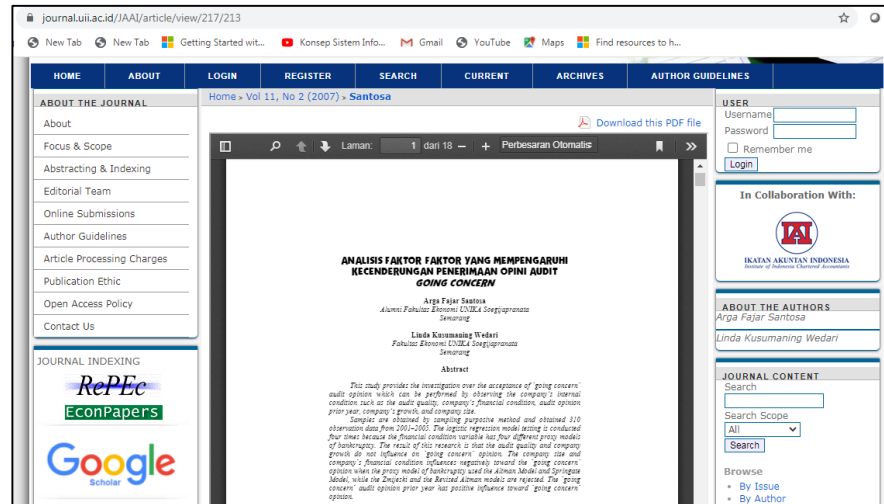 journal.uii.ac.id/JAAI/article/view/217/213
New Tab New Tab Getting Started wit... Konsep Sistem Info... Gmail YouTube Maps Find resources to h...
HOME ABOUT LOGIN REGISTER SEARCH CURRENT ARCHIVES AUTHOR GUIDELINES
ABOUT THE JOURNAL
About
Focus & Scope
Abstracting & Indexing
Editorial Team
Online Submissions
Author Guidelines
Article Processing Charges
Publication Ethic
Open Access Policy
Contact Us
JOURNAL INDEXING
RePEc
EconPapers
Google
Scholar
Home > Vol 11, No 2 (2007) > Santosa
Download this PDF file
Laman: 1 dari 18 — + Perbesaran Otomatis
ANALISIS FAKTOR FAKTOR YANG MEMPENGARUHI
KECENDERUNGAN PENERIMAAN OPINI AUDIT
GOING CONCERN
Arga Fajar Santosa
Alumni Fakultas Ekonomi UNIKA Soegijapranata
Semarang
Linda Kusumaning Wedari
Fakultas Ekonomi UNIKA Soegijapranata
Semarang
Abstract
This study provides the investigation over the acceptance of 'going concern'
audit opinion which can be performed by observing the company's internal
condition such as the audit quality, company's financial condition, audit opinion
prior year, company's growth, and company size.
Samples are obtained by sampling purposive method and obtained 310
observation data from 2001-2005. The logistic regression model testing is conducted
four times because the financial condition variable has four different proxy models
of bankruptcy. The result of this research is that the audit quality and company
growth do not influence on 'going concern' opinion. The company size and
company's financial condition influences negatively toward the 'going concern'
opinion when the proxy model of bankruptcy used the Altman Model and Springate
Model, while the Zmijeski and the Revised Altman models are rejected. The 'going
concern' audit opinion prior year has positive influence toward 'going concern'
opinion.
USER
Username
Password
Remember me
Login
In Collaboration With:
IAI
IKATAN AKUNTAN INDONESIA
Institute of Indonesia Chartered Accountants
ABOUT THE AUTHORS
Arga Fajar Santosa
Linda Kusumaning Wedari
JOURNAL CONTENT
Search
Search Scope
All
Search
Browse
By Issue
By Author